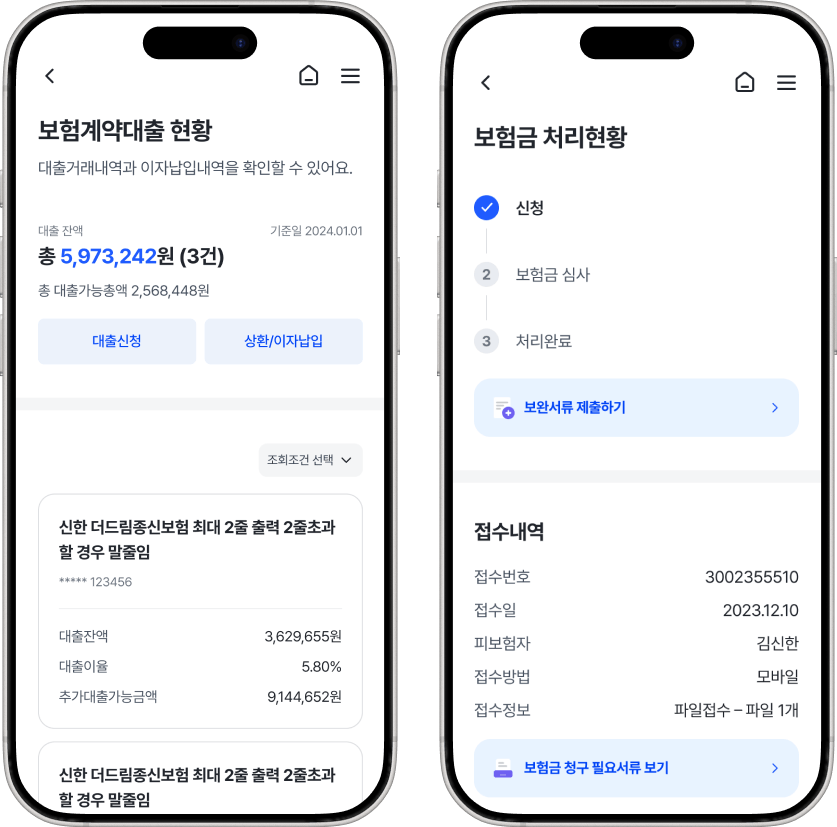 보험계약대출 현황
대출거래내역과 이자납입내역을 확인할 수 있어요.
대출 잔액
기준일 2024.01.01
총 5,973,242원 (3건)
총 대출가능총액 2,568,448원
대출신청
상환/이자납입
조회조건 선택
신한 더드림종신보험 최대 2줄 출력 2줄초과
할 경우 말줄임
***** 123456
대출잔액
3,629,655원
대출이율
5.80%
추가대출가능금액
9,144,652원
신한 더드림종신보험 최대 2줄 출력 2줄초과
할 경우 말줄임
보험금 처리현황
신청
2 보험금 심사
3 처리완료
보완서류 제출하기
접수내역
접수번호
3002355510
접수일
2023.12.10
피보험자
김신한
접수방법
모바일
접수정보
파일접수 – 파일 1개
보험금 청구 필요서류 보기